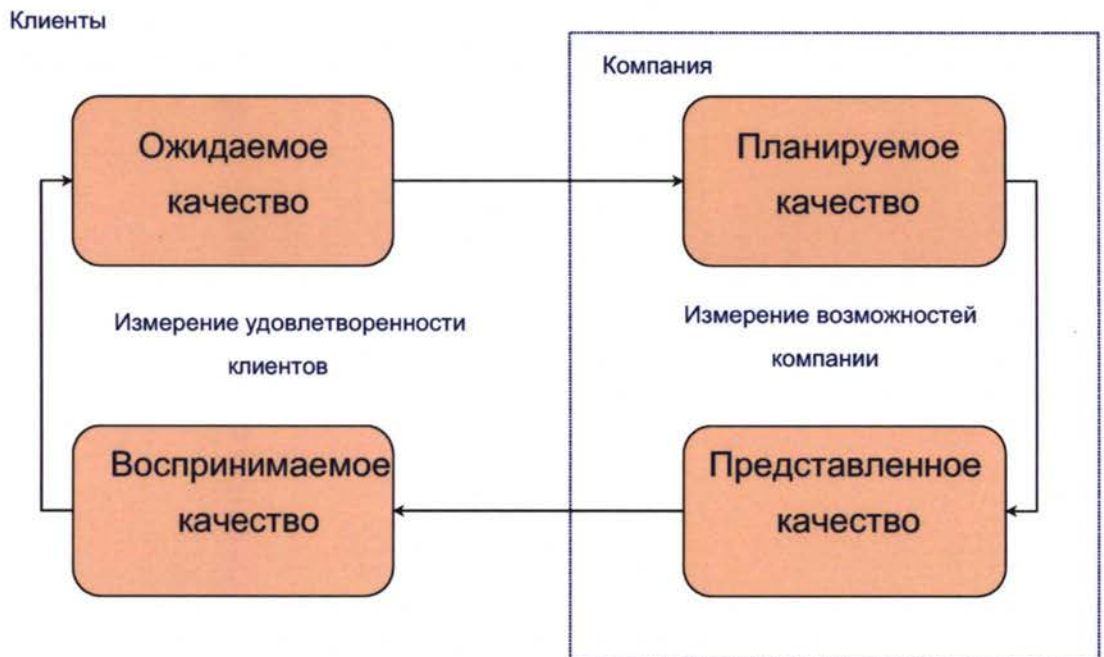 Клиенты
Компания
Ожидаемое
качество
Планируемое
качество
Измерение удовлетворенности
клиентов
Измерение возможностей
компании
Воспринимаемое
качество
Представленное
качество